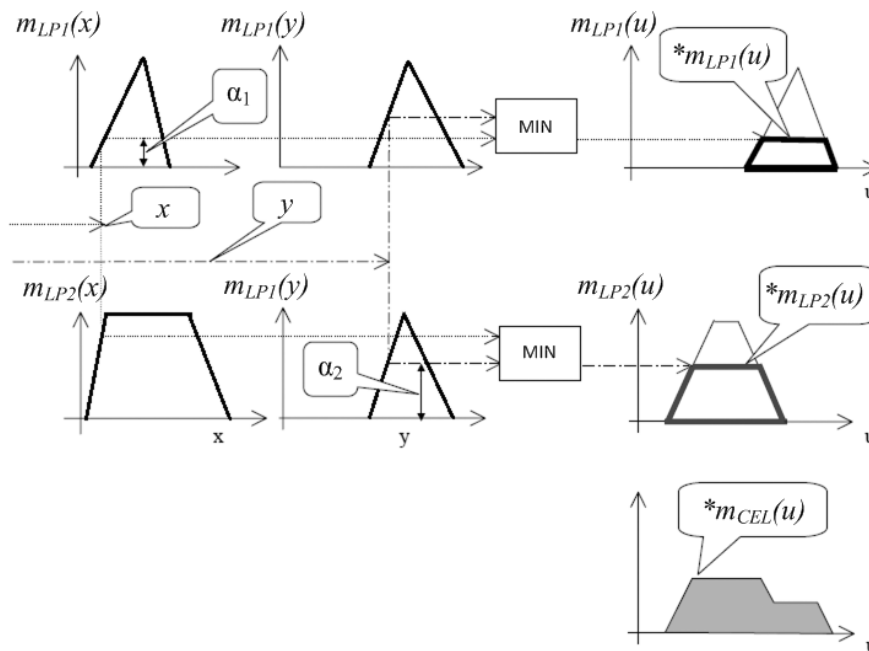 m_LP1(x)
m_LP1(y)
m_LP1(u)
*m_LP1(u)
α₁
MIN
u
x
y
m_LP2(x)
m_LP1(y)
m_LP2(u)
*m_LP2(u)
MIN
α₂
x
y
u
*m_CEL(u)
u